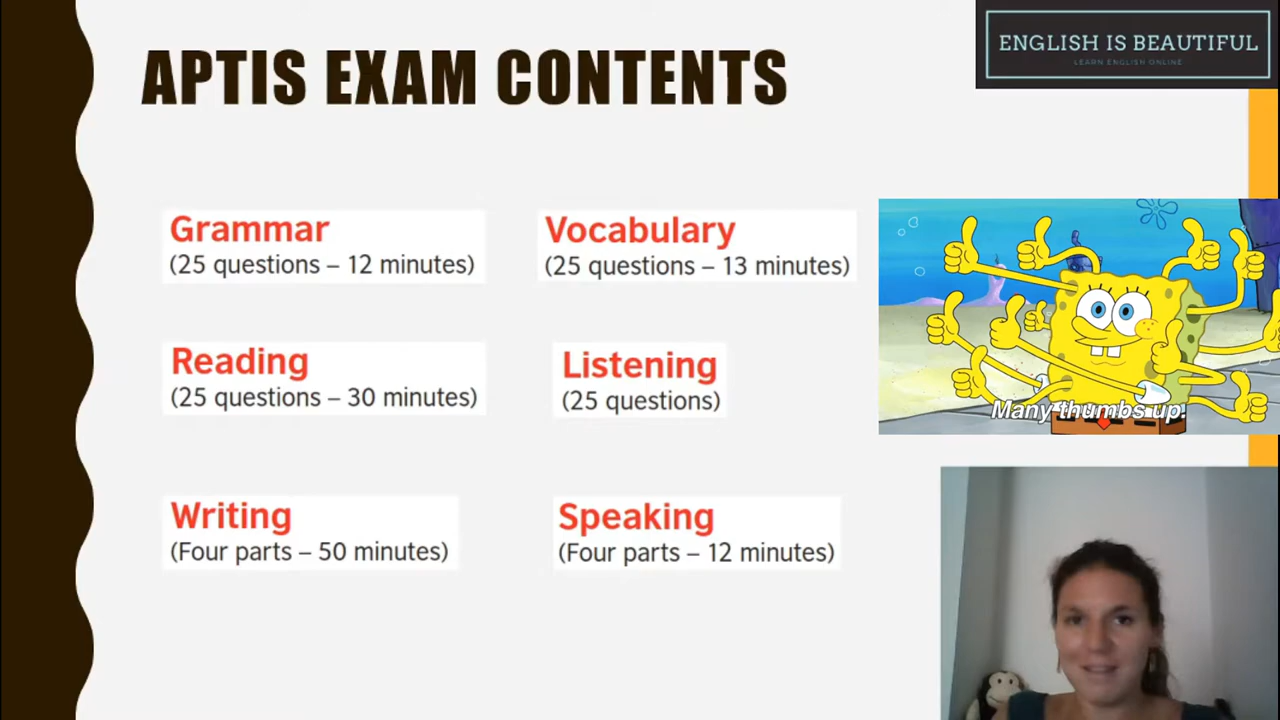 APTIS EXAM CONTENTS
ENGLISH IS BEAUTIFUL
LEARN ENGLISH ONLINE
Grammar
(25 questions – 12 minutes)
Vocabulary
(25 questions – 13 minutes)
Reading
(25 questions – 30 minutes)
Listening
(25 questions)
Many thumbs up.
Writing
(Four parts – 50 minutes)
Speaking
(Four parts – 12 minutes)